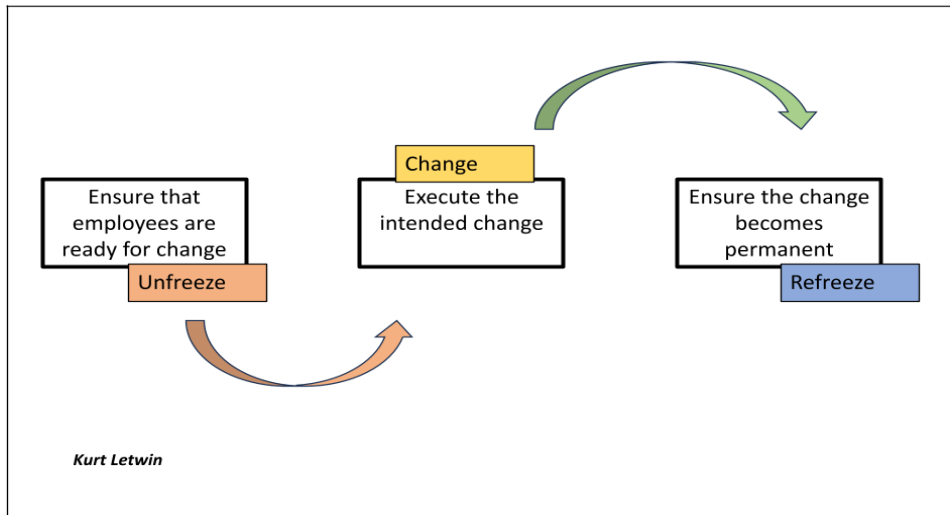 Ensure that
employees are
ready for change
Unfreeze
Change
Execute the
intended change
Ensure the change
becomes
permanent
Refreeze
Kurt Letwin